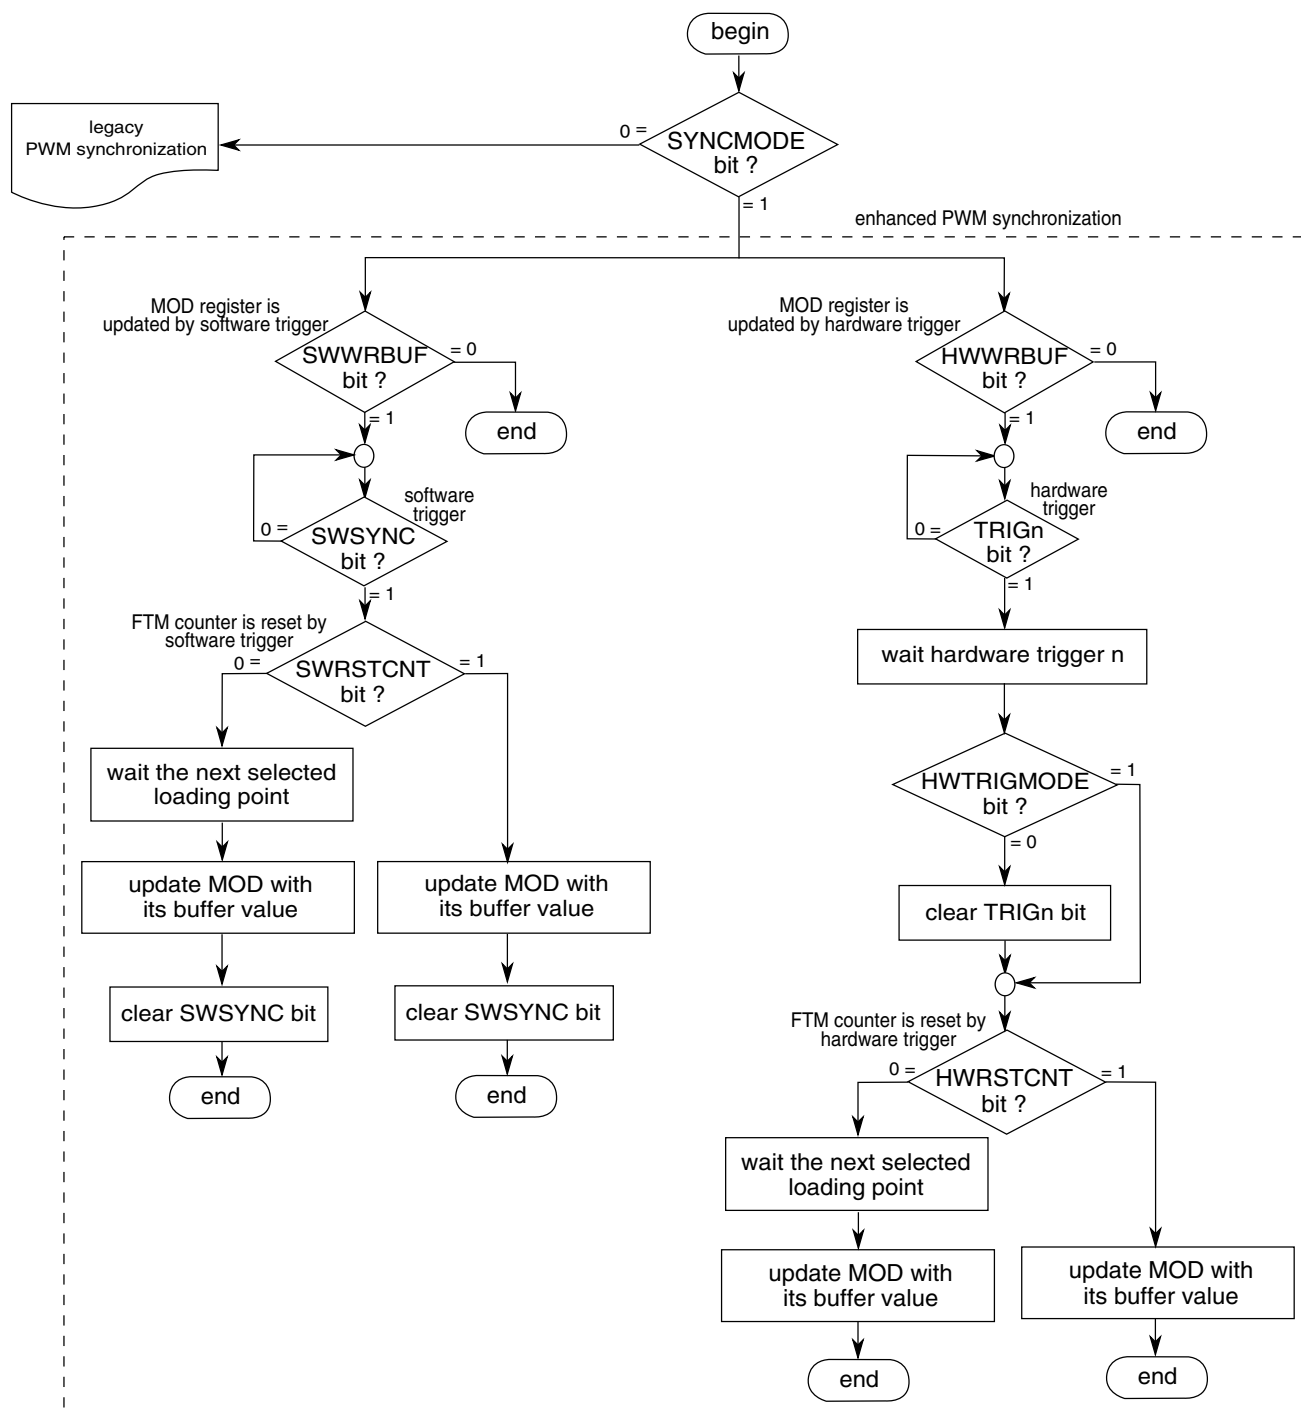 begin
legacy
PWM synchronization
0 =
SYNCMODE
bit ?
= 1
enhanced PWM synchronization
MOD register is
updated by software trigger
SWWRBUF
bit ?
= 0
= 1
end
software
trigger
0 =
SWSYNC
bit ?
= 1
FTM counter is reset by
software trigger
0 =
SWRSTCNT
bit ?
= 1
wait the next selected
loading point
update MOD with
its buffer value
clear SWSYNC bit
end
update MOD with
its buffer value
clear SWSYNC bit
end
MOD register is
updated by hardware trigger
HWWRBUF
bit ?
= 0
= 1
end
hardware
trigger
0 =
TRIGn
bit ?
= 1
wait hardware trigger n
HWTRIGMODE
bit ?
= 1
= 0
clear TRIGn bit
FTM counter is reset by
hardware trigger
0 =
HWRSTCNT
bit ?
= 1
wait the next selected
loading point
update MOD with
its buffer value
end
update MOD with
its buffer value
end